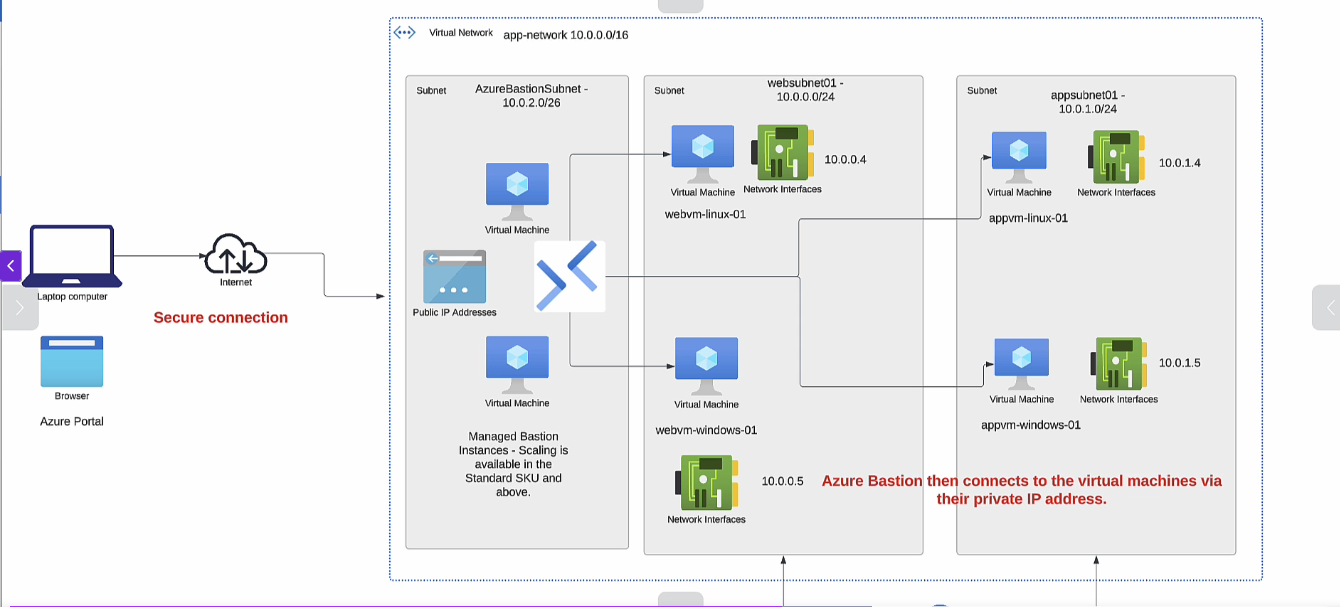 Virtual Network
app-network 10.0.0.0/16
Subnet
AzureBastionSubnet -
10.0.2.0/26
Virtual Machine
Public IP Addresses
Virtual Machine
Managed Bastion
Instances - Scaling is
available in the
Standard SKU and
above.
Subnet
websubnet01 -
10.0.0.0/24
Virtual Machine
Network Interfaces
10.0.0.4
webvm-linux-01
Virtual Machine
webvm-windows-01
10.0.0.5
Network Interfaces
Subnet
appsubnet01 -
10.0.1.0/24
Virtual Machine
Network Interfaces
10.0.1.4
appvm-linux-01
Virtual Machine
Network Interfaces
10.0.1.5
appvm-windows-01
Azure Bastion then connects to the virtual machines via
their private IP address.
Laptop computer
Internet
Secure connection
Browser
Azure Portal